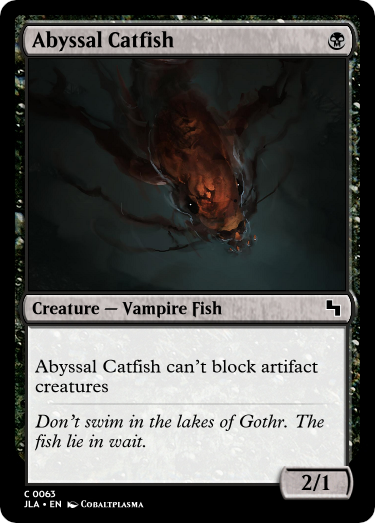 Abyssal Catfish
Creature — Vampire Fish
Abyssal Catfish can't block artifact
creatures
Don't swim in the lakes of Gothr. The
fish lie in wait.
2/1
C 0063
JLA • EN Cobaltplasma